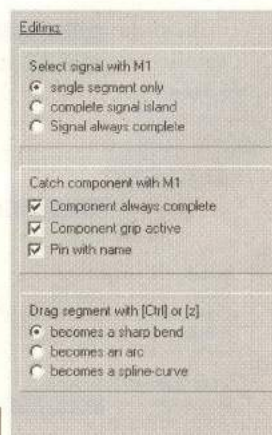 Editing:
Select signal with M1
single segment only
complete signal island
Signal always complete
Catch component with M1
Component always complete
Component grip active
Pin with name
Drag segment with [Ctrl] or [z]
becomes a sharp bend
becomes an arc
becomes a spline-curve